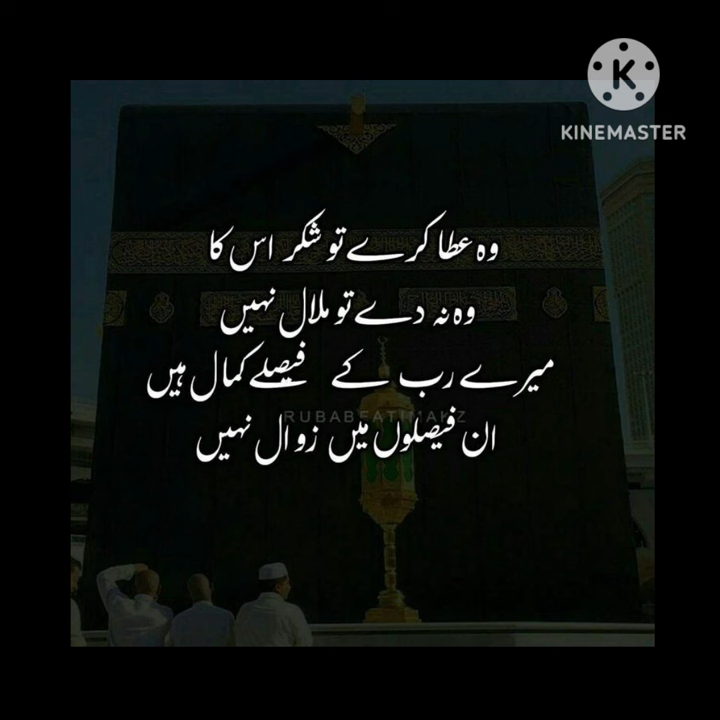 KINEMASTER
وہ عطا کرے تو شکر اس کا
وہ نہ دے تو ملال نہیں
میرے رب کے فیصلے کمال ہیں
RUBABFATIMAKZ
ان فیصلوں میں زوال نہیں